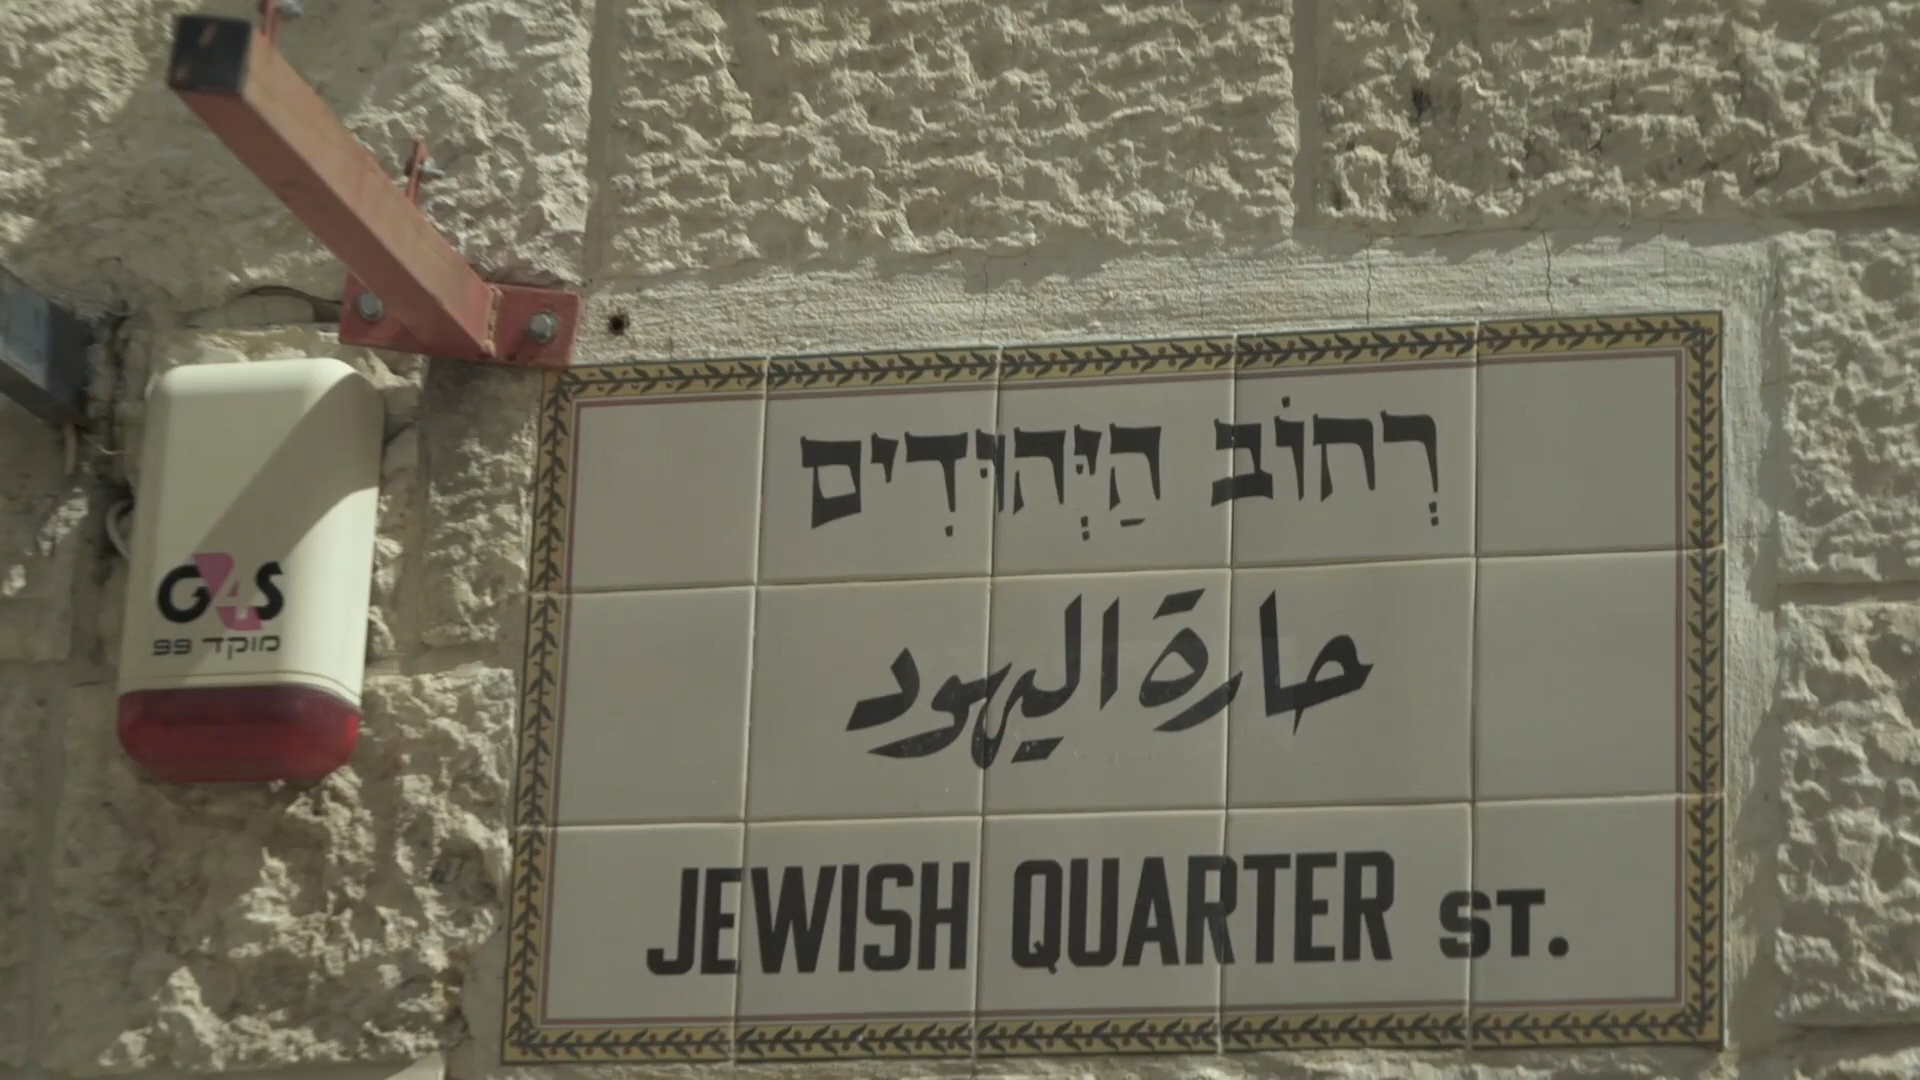 רְחוֹב הַיְּהוּדִים
حارة اليهود
JEWISH QUARTER ST.
G4S
מוקד 99